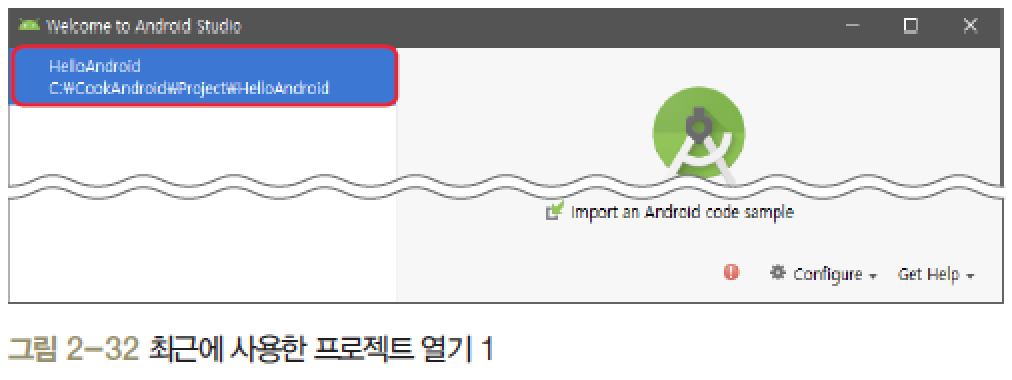 Welcome to Android Studio
HelloAndroid
C:₩CookAndroid₩Project₩HelloAndroid
Import an Android code sample
Configure
Get Help
그림 2-32 최근에 사용한 프로젝트 열기 1